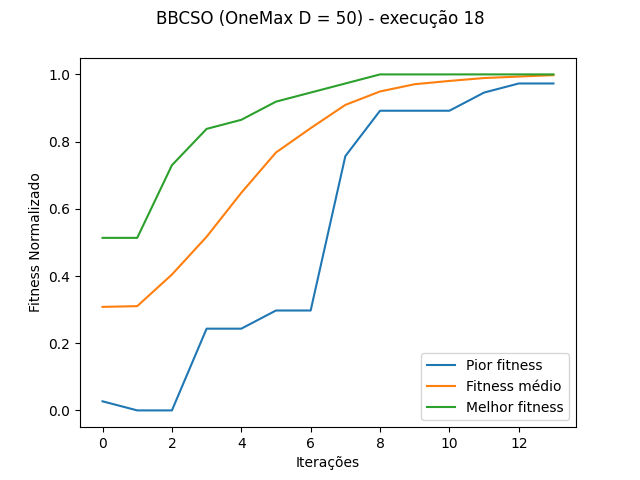 BBCSO (OneMax D = 50) - execução 18
Fitness Normalizado
1.0
0.8
0.6
0.4
0.2
0.0
0 2 4 6 8 10 12
Iterações
Pior fitness
Fitness médio
Melhor fitness